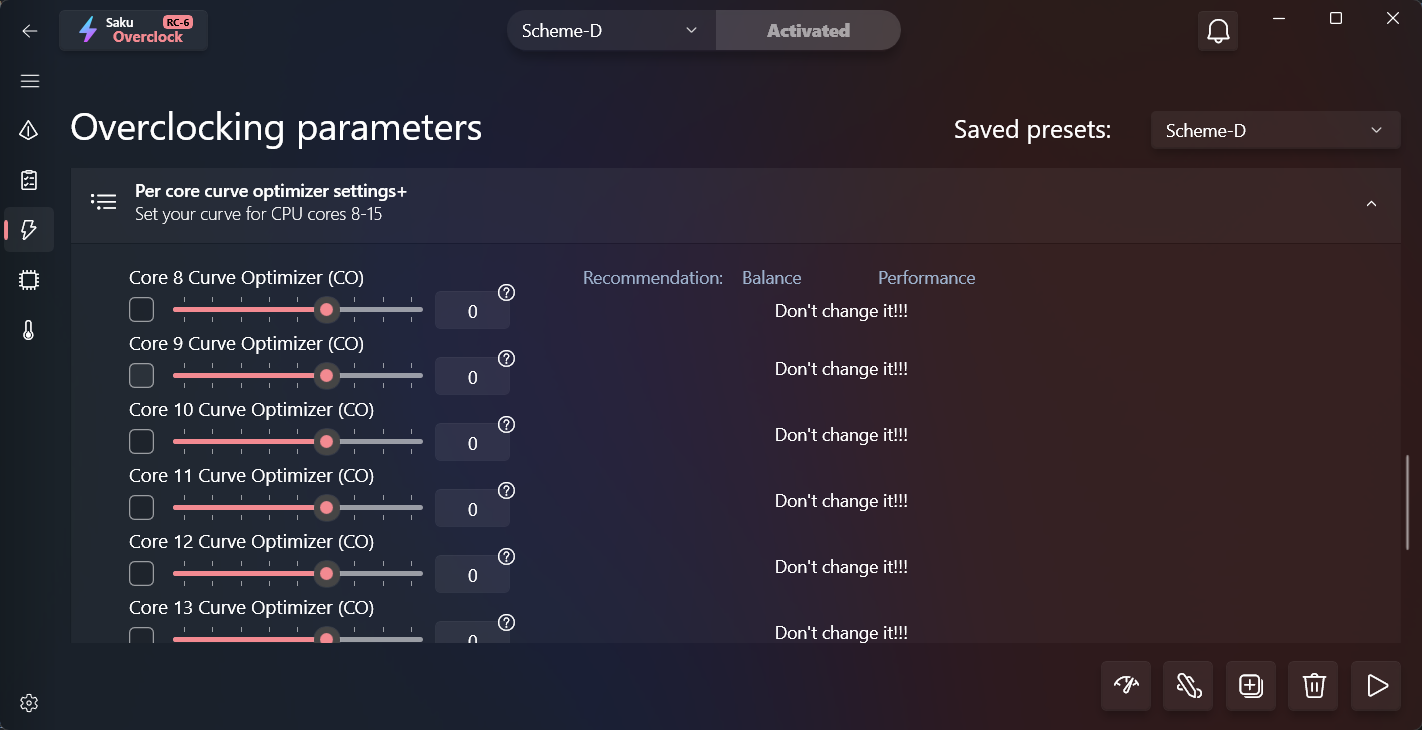 Saku
RC-6
Overclock
Scheme-D
Activated
Overclocking parameters
Saved presets:
Scheme-D
Per core curve optimizer settings+
Set your curve for CPU cores 8-15
Core 8 Curve Optimizer (CO)
Recommendation:
Balance
Performance
0
Don't change it!!!
Core 9 Curve Optimizer (CO)
0
Don't change it!!!
Core 10 Curve Optimizer (CO)
0
Don't change it!!!
Core 11 Curve Optimizer (CO)
0
Don't change it!!!
Core 12 Curve Optimizer (CO)
0
Don't change it!!!
Core 13 Curve Optimizer (CO)
0
Don't change it!!!